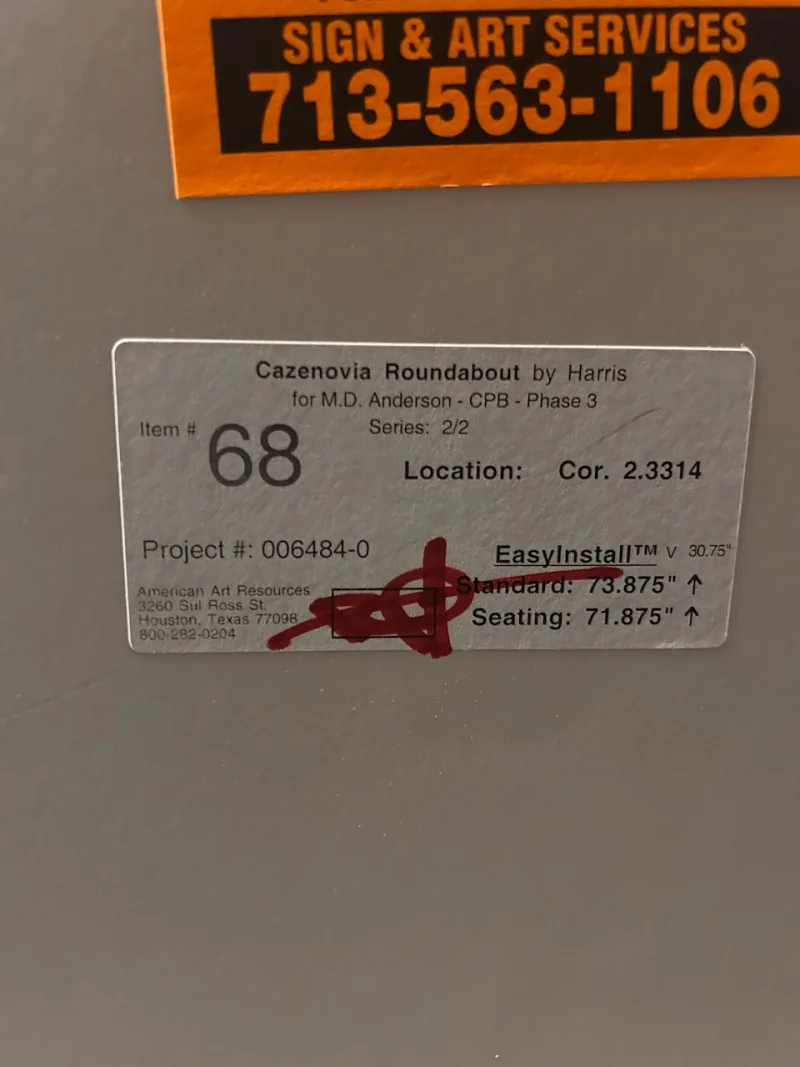 SIGN & ART SERVICES
713-563-1106
Cazenovia Roundabout by Harris
for M.D. Anderson - CPB - Phase 3
Item # 68
Series: 2/2
Location: Cor. 2.3314
Project #: 006484-0
EasyInstall™ V 30.75"
Standard: 73.875" ↑
Seating: 71.875" ↑
American Art Resources
3260 Sul Ross St.
Houston, Texas 77098
800-282-0204